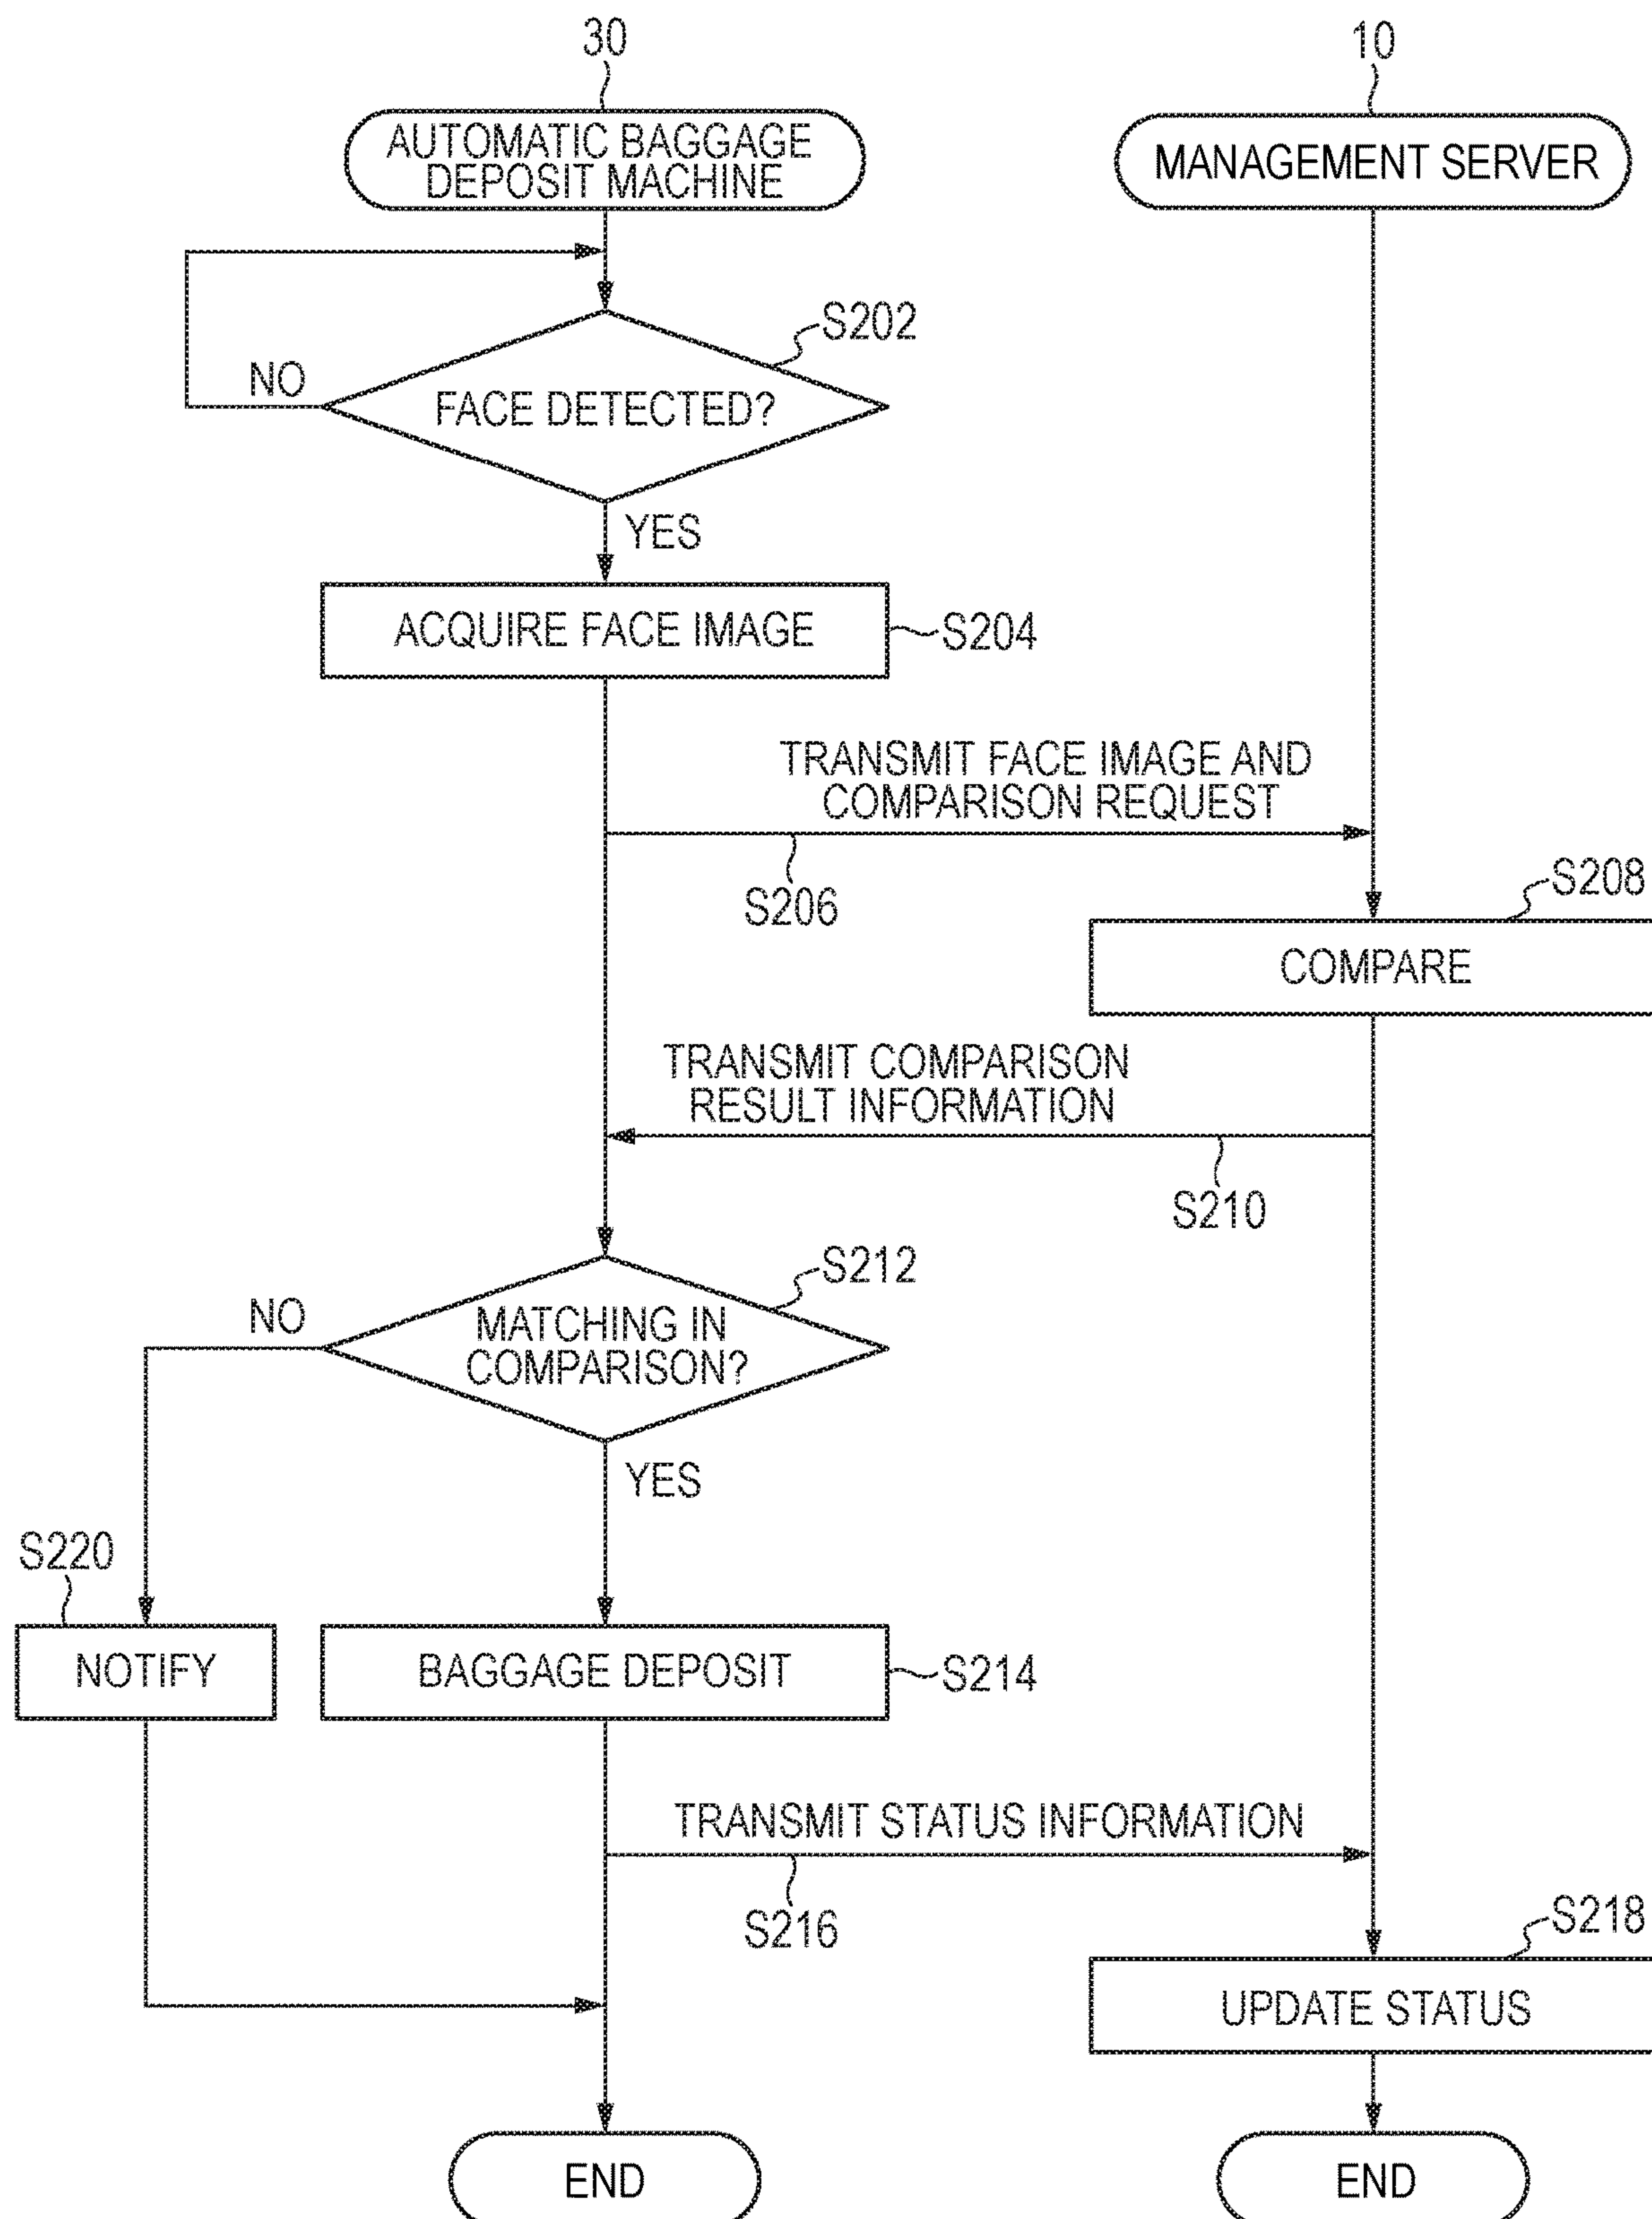 30
10
AUTOMATIC BAGGAGE
DEPOSIT MACHINE
MANAGEMENT SERVER
S202
NO
FACE DETECTED?
YES
ACQUIRE FACE IMAGE
S204
TRANSMIT FACE IMAGE AND
COMPARISON REQUEST
S206
S208
COMPARE
TRANSMIT COMPARISON
RESULT INFORMATION
S210
S212
NO
MATCHING IN
COMPARISON?
YES
S220
NOTIFY
BAGGAGE DEPOSIT
S214
TRANSMIT STATUS INFORMATION
S216
S218
UPDATE STATUS
END
END